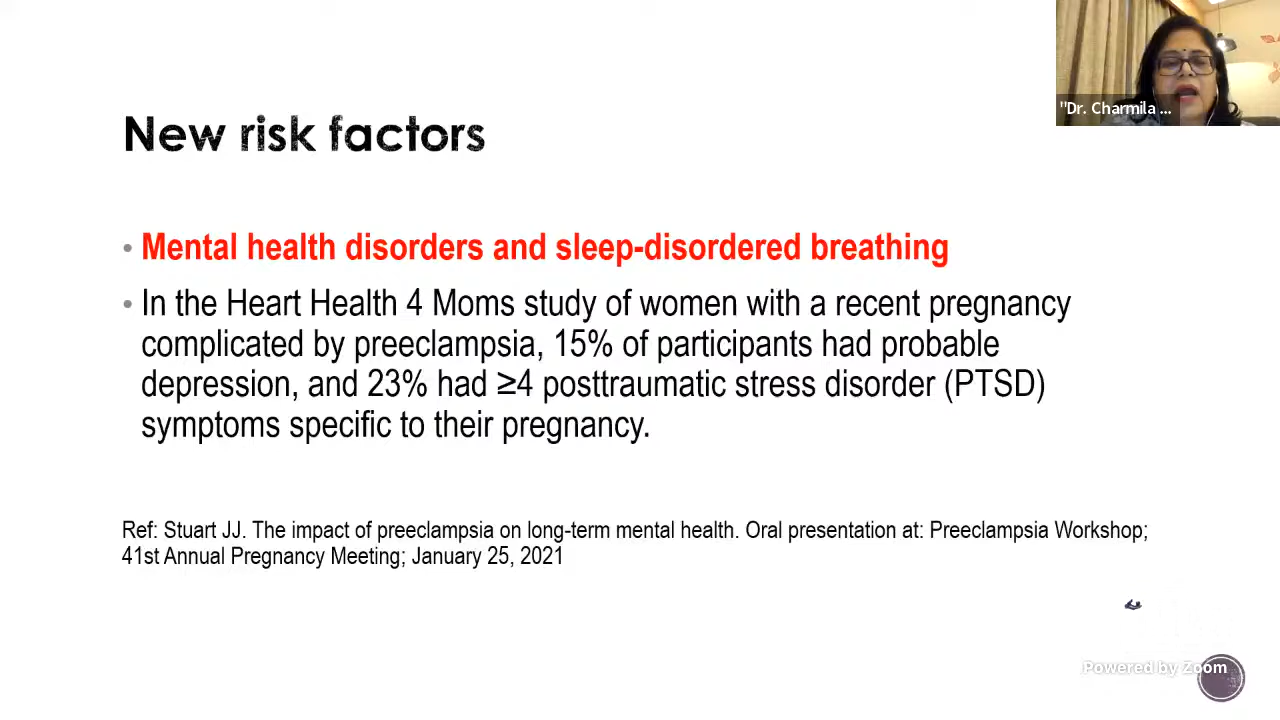 "Dr. Charmila ...
New risk factors
• Mental health disorders and sleep-disordered breathing
• In the Heart Health 4 Moms study of women with a recent pregnancy
complicated by preeclampsia, 15% of participants had probable
depression, and 23% had ≥4 posttraumatic stress disorder (PTSD)
symptoms specific to their pregnancy.
Ref: Stuart JJ. The impact of preeclampsia on long-term mental health. Oral presentation at: Preeclampsia Workshop;
41st Annual Pregnancy Meeting; January 25, 2021
Powered by Zoom